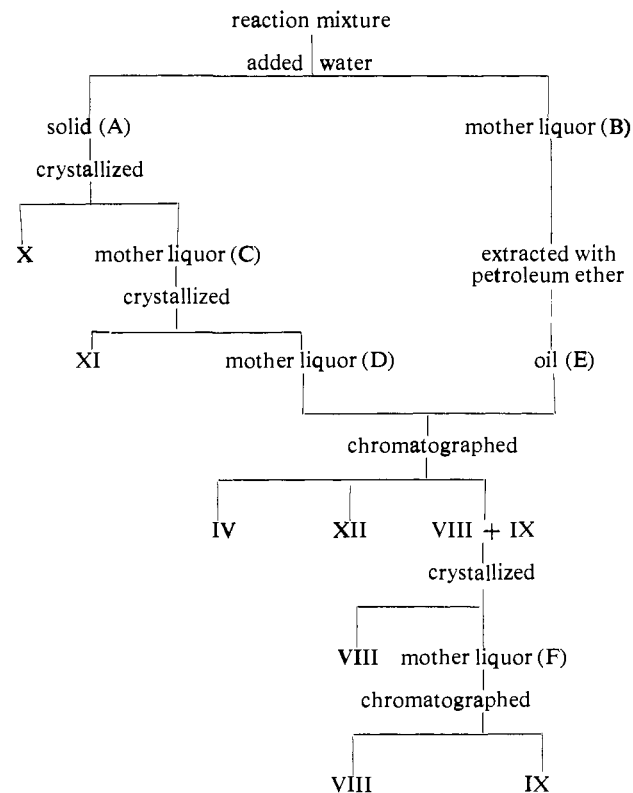 reaction mixture
added water
solid (A)
mother liquor (B)
crystallized
X
mother liquor (C)
extracted with
petroleum ether
crystallized
XI
mother liquor (D)
oil (E)
chromatographed
IV
XII
VIII + IX
crystallized
VIII
mother liquor (F)
chromatographed
VIII
IX